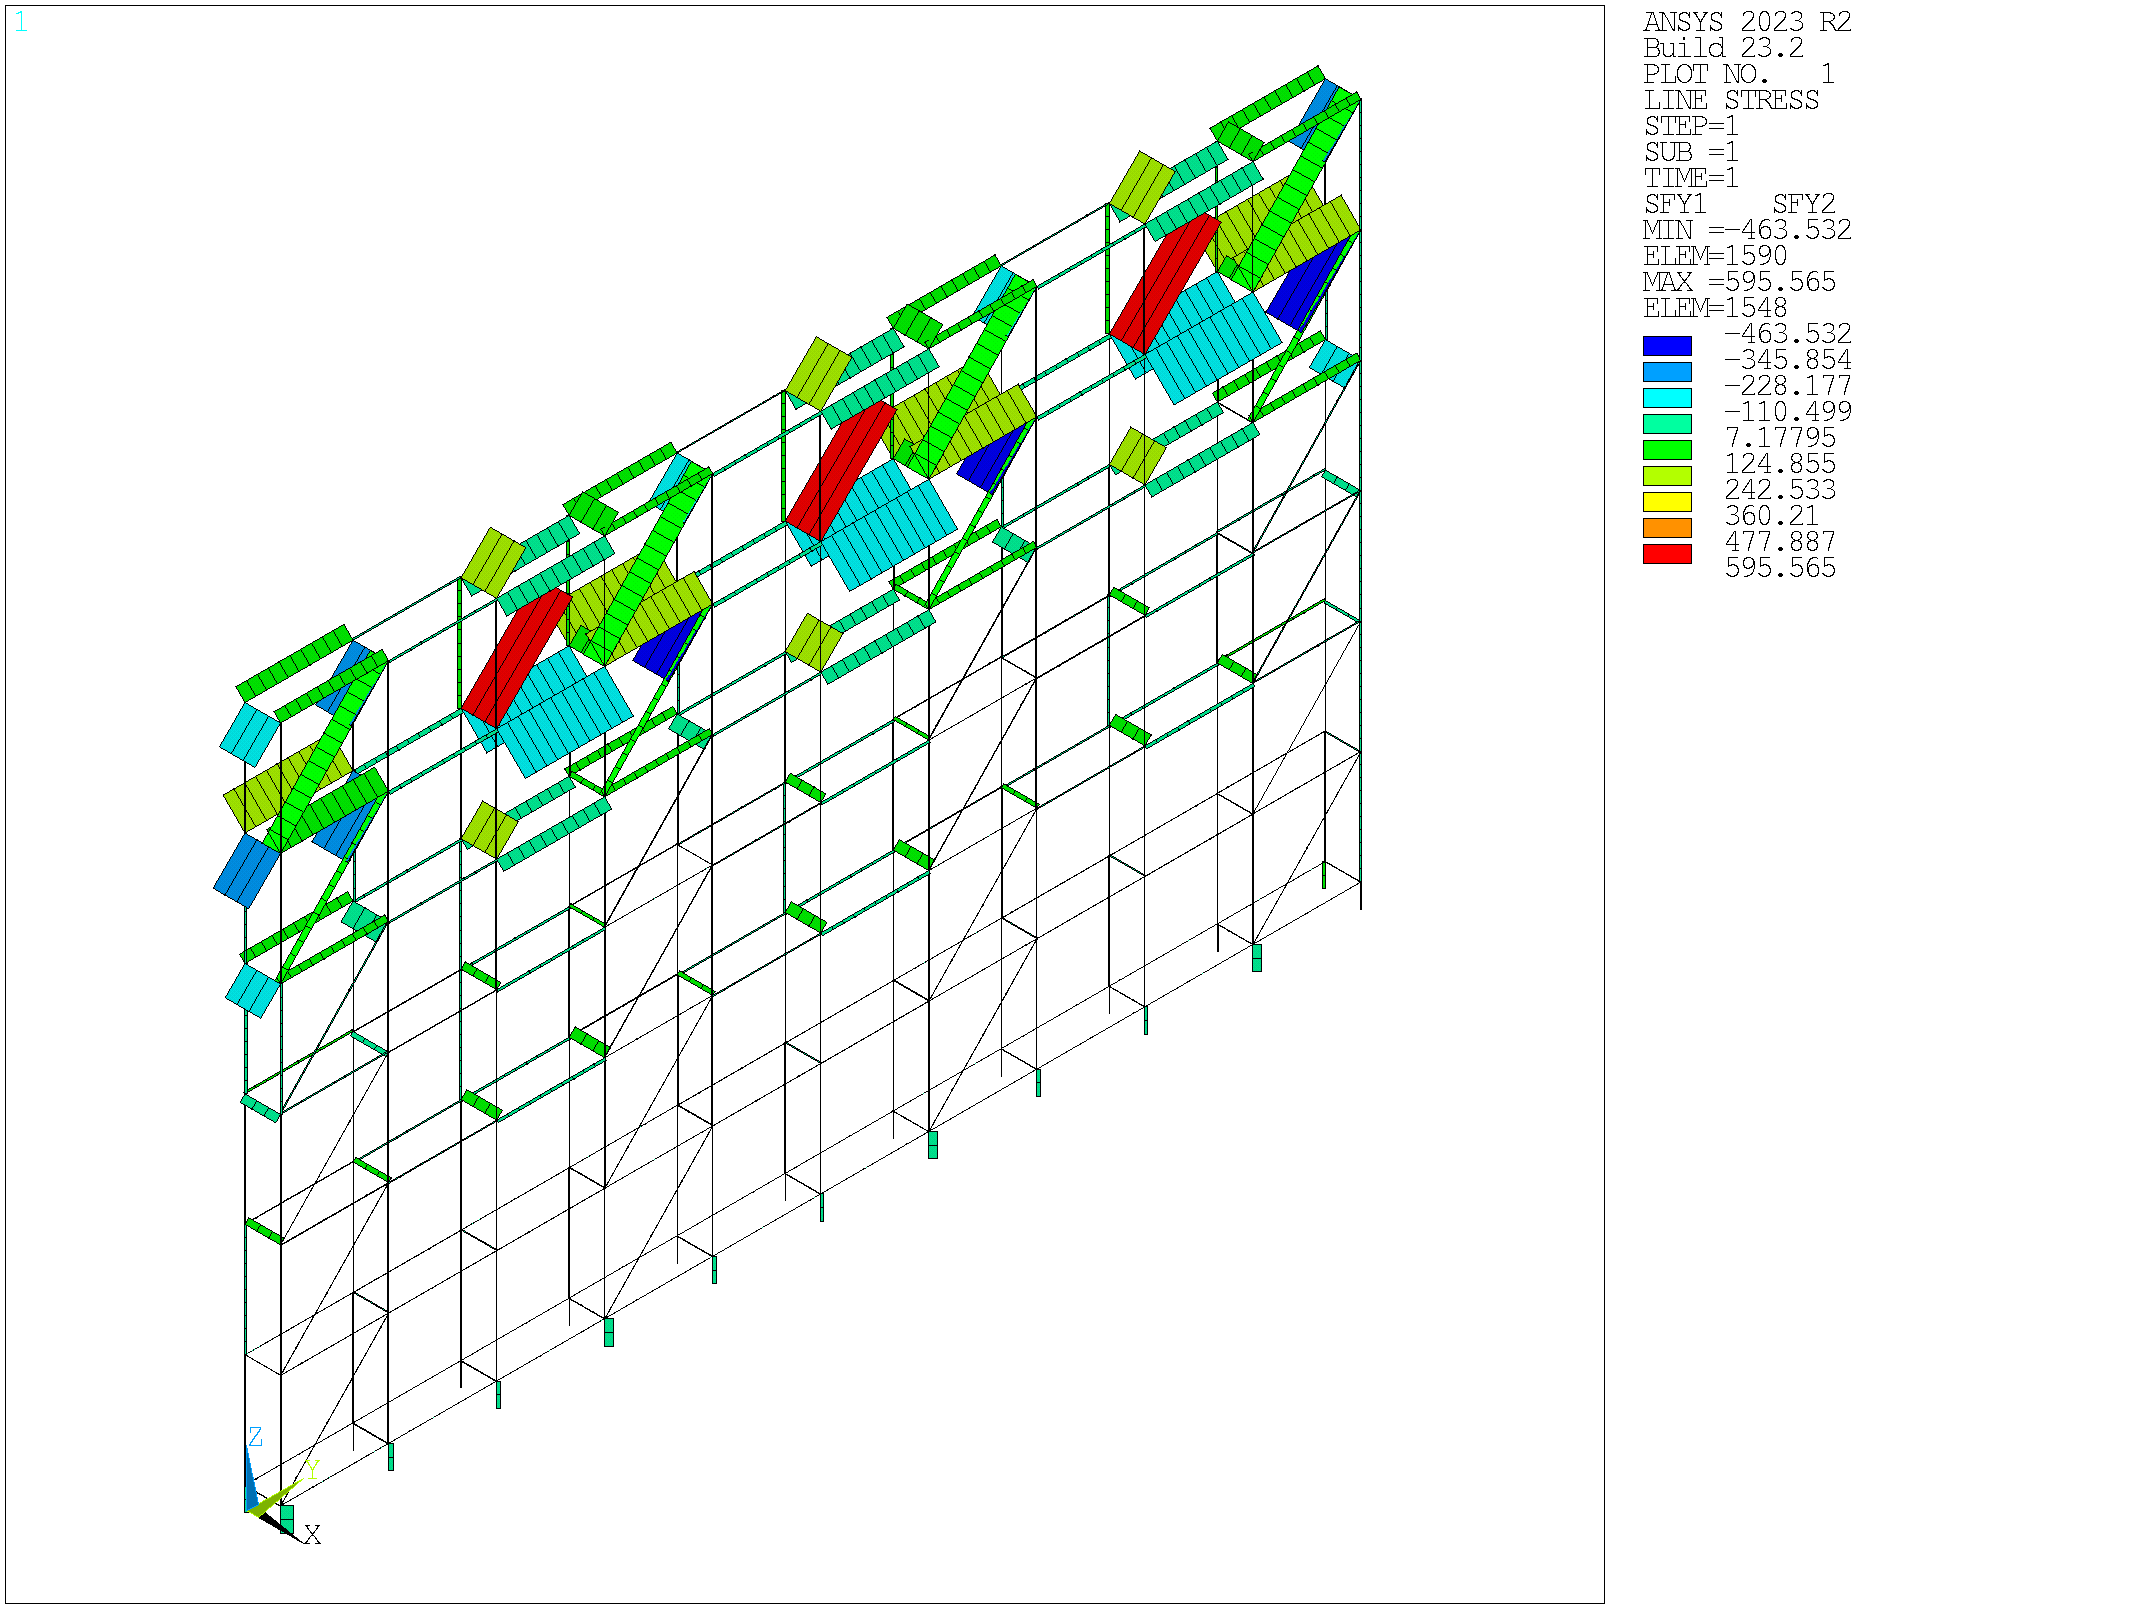 1
ANSYS 2023 R2
Build 23.2
PLOT NO. 1
LINE STRESS
STEP=1
SUB =1
TIME=1
SFY1 SFY2
MIN =-463.532
ELEM=1590
MAX =595.565
ELEM=1548
-463.532
-345.854
-228.177
-110.499
7.17795
124.855
242.533
360.21
477.887
595.565
Z
Y
X